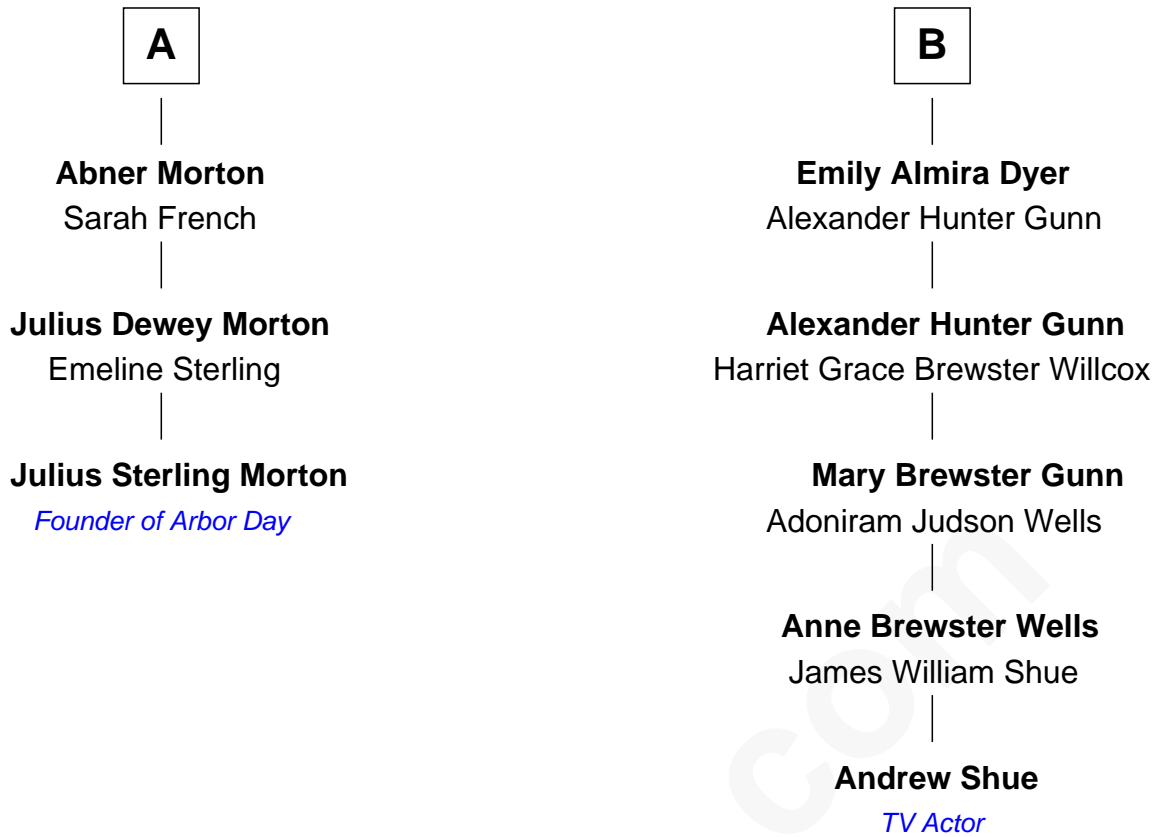 A
Abner Morton
Sarah French
Julius Dewey Morton
Emeline Sterling
Julius Sterling Morton
Founder of Arbor Day
B
Emily Almira Dyer
Alexander Hunter Gunn
Alexander Hunter Gunn
Harriet Grace Brewster Willcox
Mary Brewster Gunn
Adoniram Judson Wells
Anne Brewster Wells
James William Shue
Andrew Shue
TV Actor
com